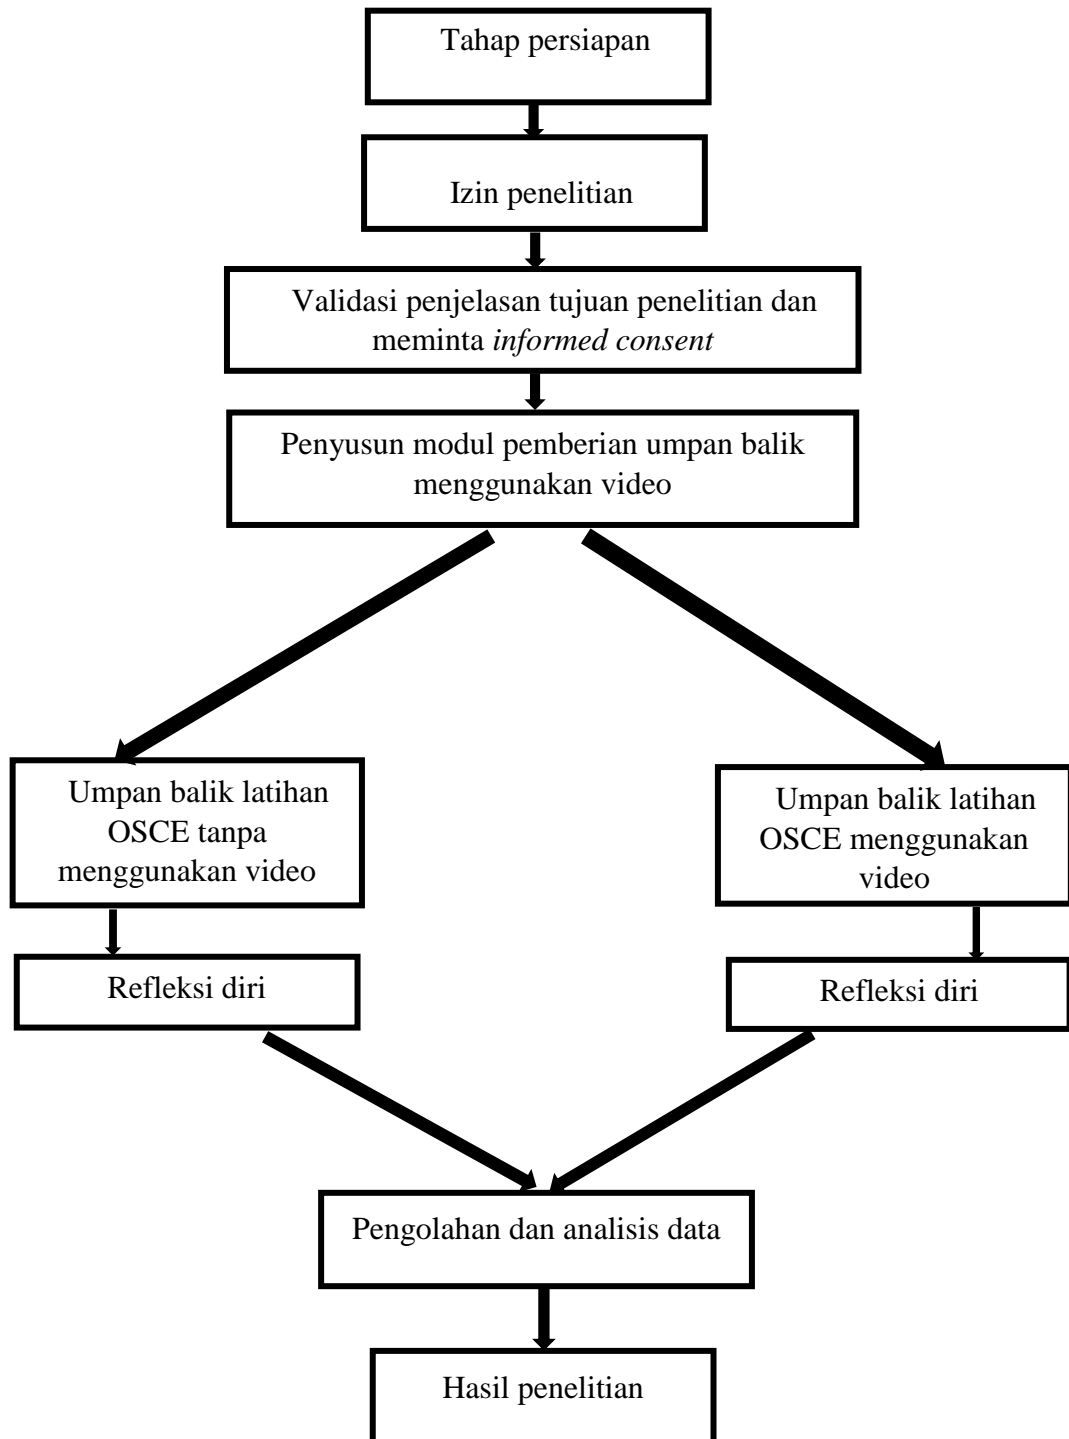 Tahap persiapan
Izin penelitian
Validasi penjelasan tujuan penelitian dan
meminta informed consent
Penyusun modul pemberian umpan balik
menggunakan video
Umpan balik latihan
OSCE tanpa
menggunakan video
Umpan balik latihan
OSCE menggunakan
video
Refleksi diri
Refleksi diri
Pengolahan dan analisis data
Hasil penelitian